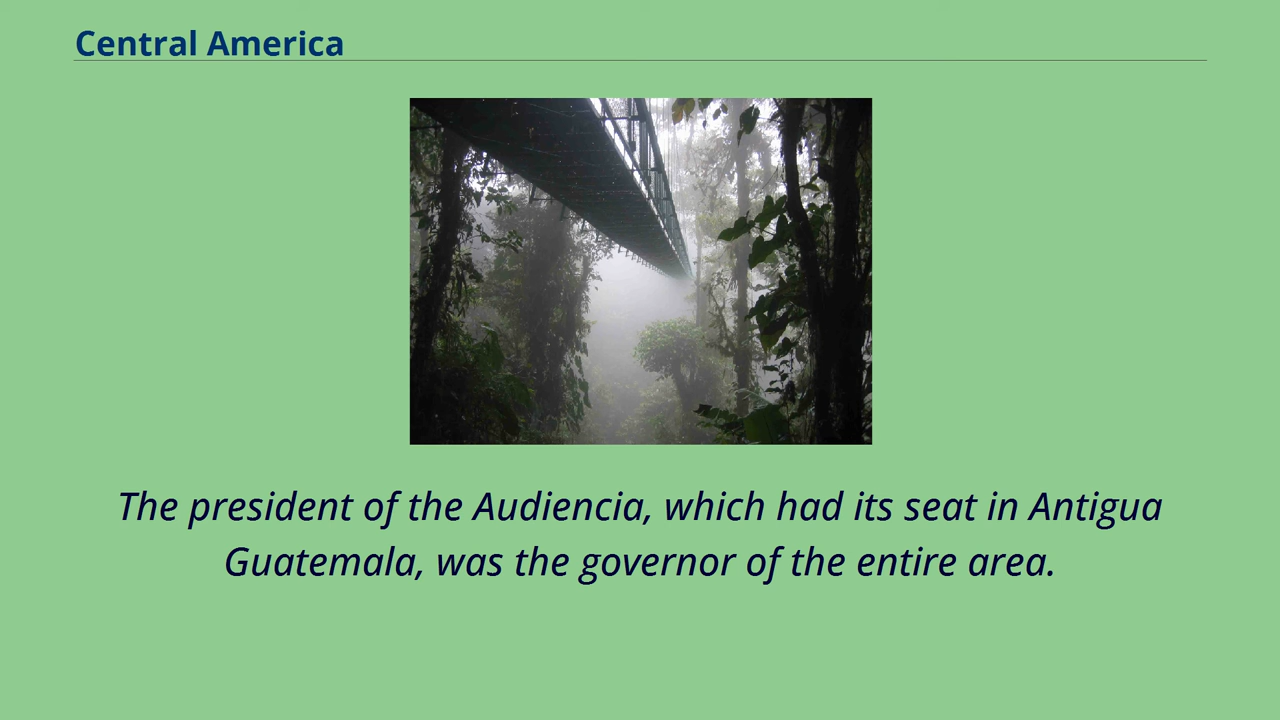 Central America
The president of the Audiencia, which had its seat in Antigua
Guatemala, was the governor of the entire area.